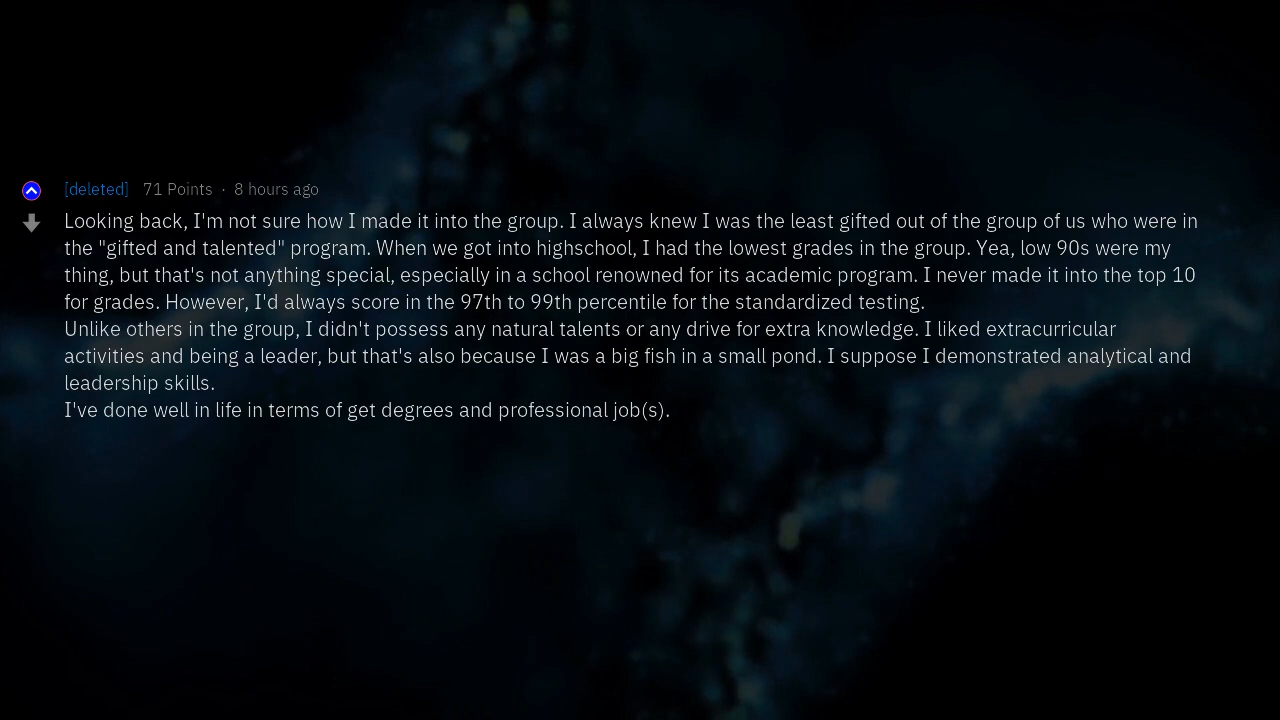 [deleted] 71 Points · 8 hours ago
Looking back, I'm not sure how I made it into the group. I always knew I was the least gifted out of the group of us who were in
the "gifted and talented" program. When we got into highschool, I had the lowest grades in the group. Yea, low 90s were my
thing, but that's not anything special, especially in a school renowned for its academic program. I never made it into the top 10
for grades. However, I'd always score in the 97th to 99th percentile for the standardized testing.
Unlike others in the group, I didn't possess any natural talents or any drive for extra knowledge. I liked extracurricular
activities and being a leader, but that's also because I was a big fish in a small pond. I suppose I demonstrated analytical and
leadership skills.
I've done well in life in terms of get degrees and professional job(s).